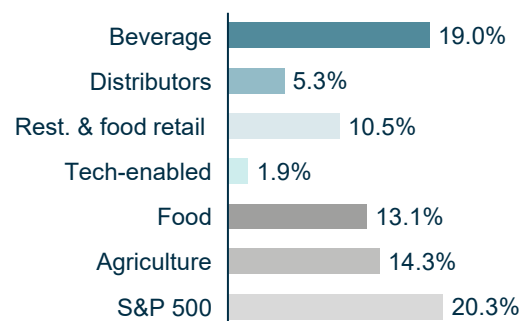 Beverage 19.0%
Distributors 5.3%
Rest. & food retail 10.5%
Tech-enabled 1.9%
Food 13.1%
Agriculture 14.3%
S&P 500 20.3%